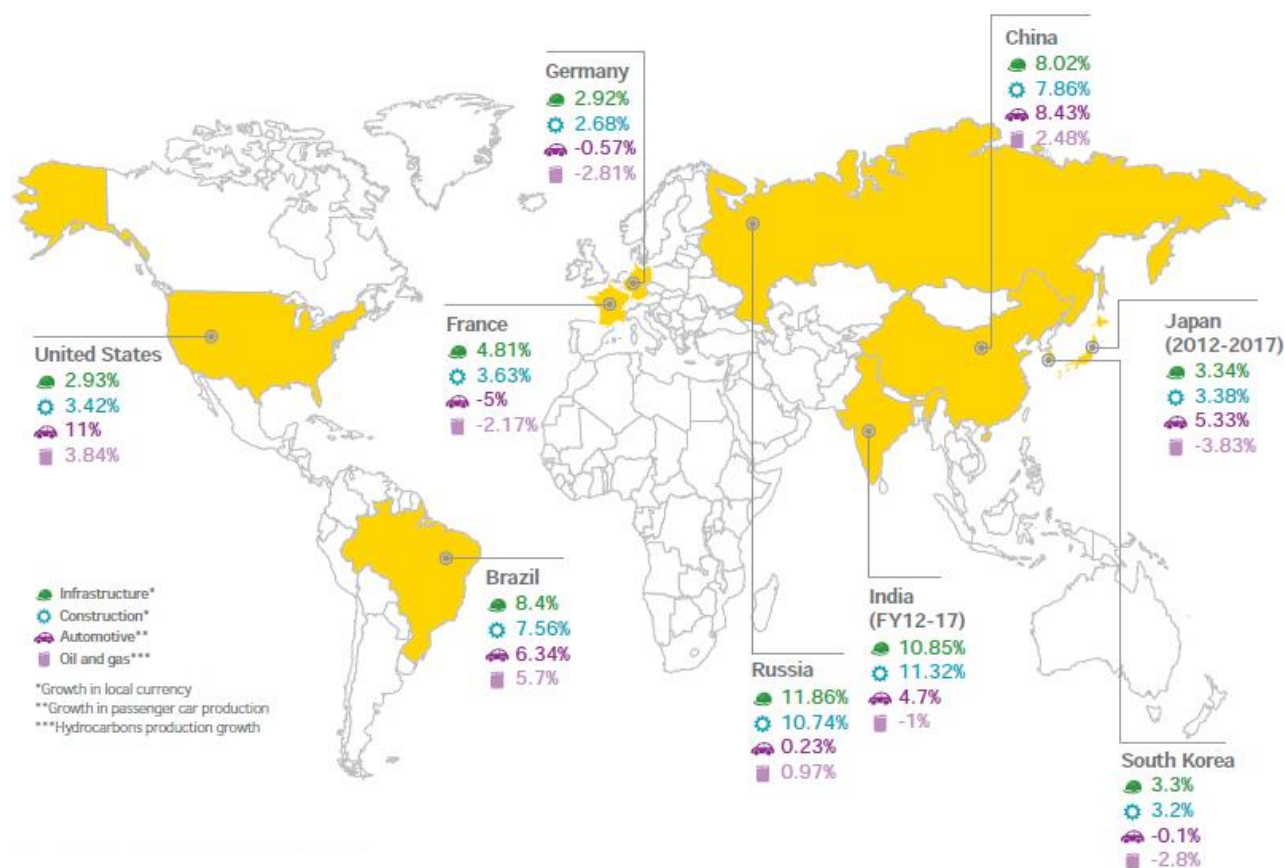 China
8.02%
7.86%
8.43%
2.48%
Germany
2.92%
2.68%
-0.57%
-2.81%
France
4.81%
3.63%
-5%
-2.17%
United States
2.93%
3.42%
11%
3.84%
Japan
(2012-2017)
3.34%
3.38%
5.33%
-3.83%
Brazil
8.4%
7.56%
6.34%
5.7%
India
(FY12-17)
10.85%
11.32%
4.7%
-1%
Russia
11.86%
10.74%
0.23%
0.97%
South Korea
3.3%
3.2%
-0.1%
-2.8%
Infrastructure*
Construction*
Automotive**
Oil and gas***
*Growth in local currency
**Growth in passenger car production
***Hydrocarbons production growth